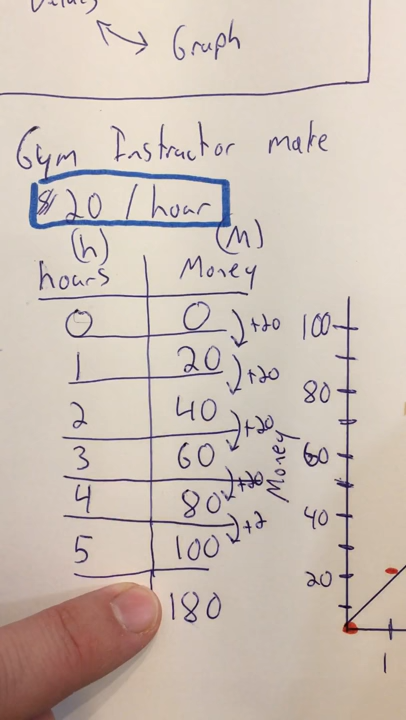 Values
Graph
Gym Instructor make
$20 / hour
(h) (M)
hours Money
0 0 +20
1 20 +20
2 40 +20
3 60 +20
4 80 +2
5 100
180
100
80
60
40
20
Money
1